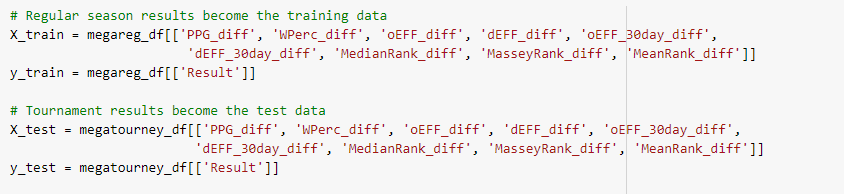 # Regular season results become the training data
X_train = megareg_df[['PPG_diff', 'WPerc_diff', 'oEFF_diff', 'dEFF_diff', 'oEFF_30day_diff',
'dEFF_30day_diff', 'MedianRank_diff', 'MasseyRank_diff', 'MeanRank_diff']]
y_train = megareg_df[['Result']]
# Tournament results become the test data
X_test = megatourney_df[['PPG_diff', 'WPerc_diff', 'oEFF_diff', 'dEFF_diff', 'oEFF_30day_diff',
'dEFF_30day_diff', 'MedianRank_diff', 'MasseyRank_diff', 'MeanRank_diff']]
y_test = megatourney_df[['Result']]